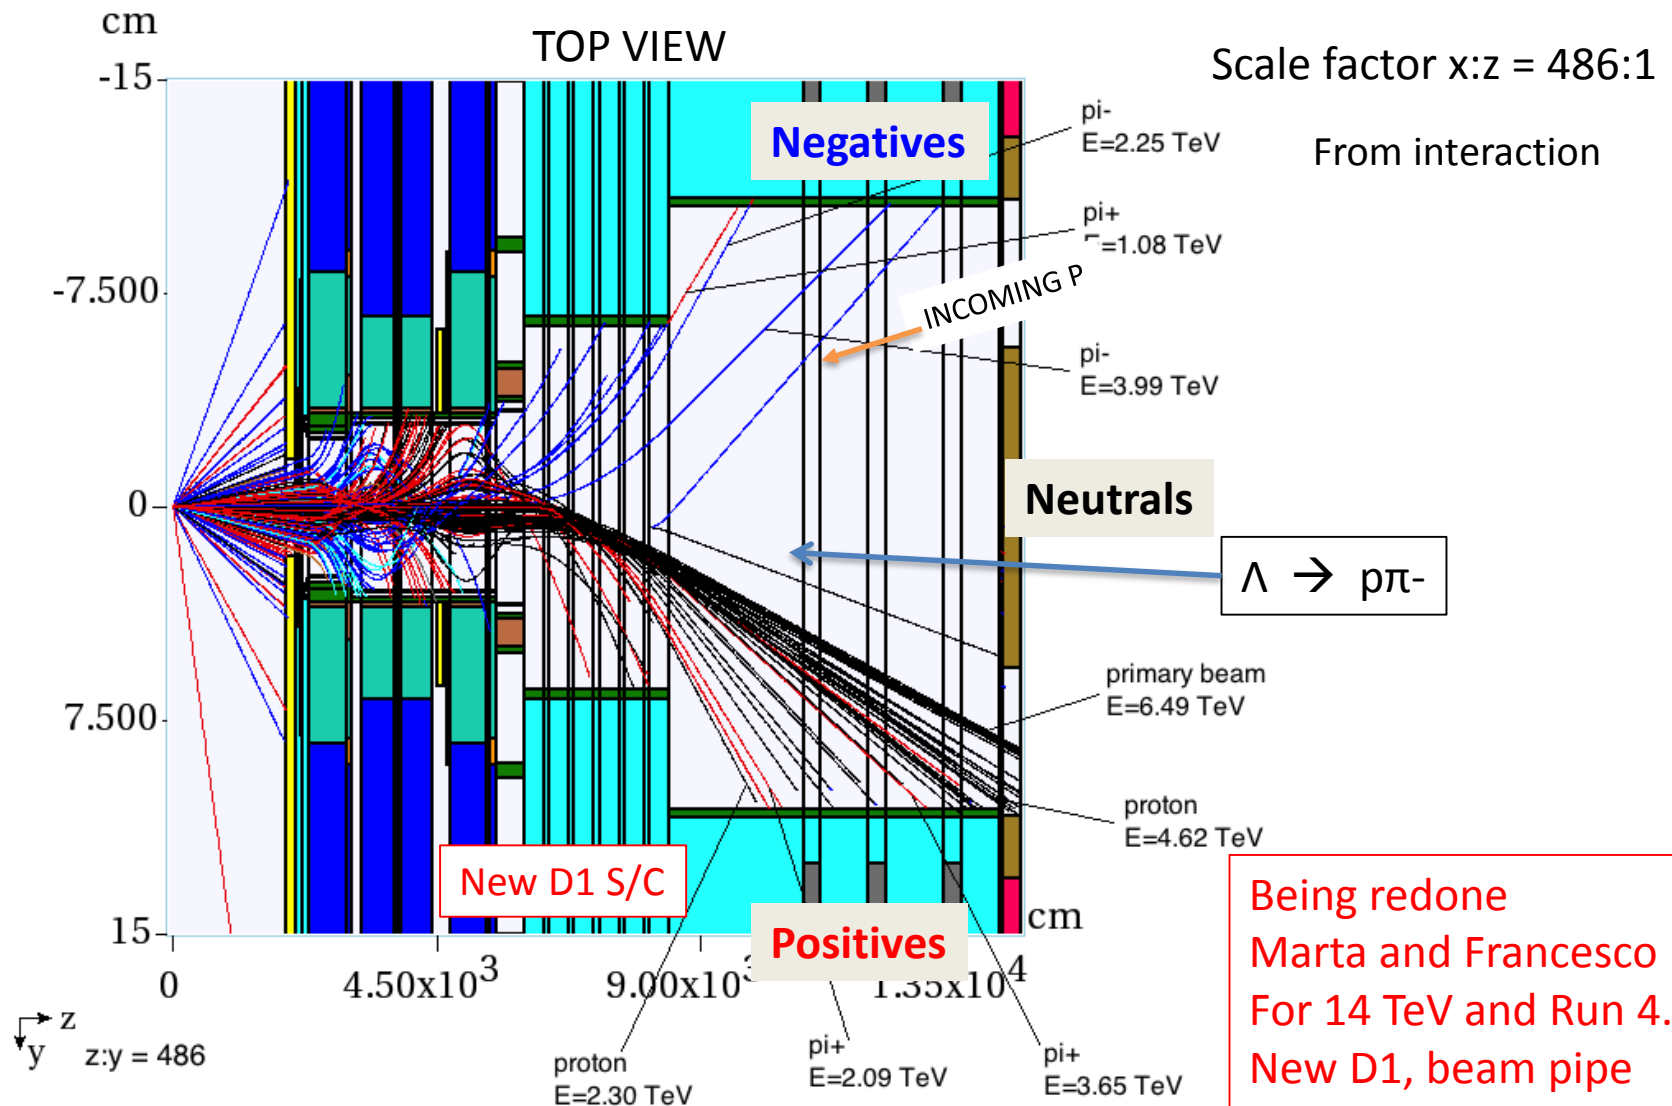 cm
TOP VIEW
Scale factor x:z = 486:1
From interaction
-15
Negatives
pi-
E=2.25 TeV
pi+
=1.08 TeV
-7.500
INCOMING P
pi-
E=3.99 TeV
0
Neutrals
Λ → pπ-
primary beam
E=6.49 TeV
7.500
proton
E=4.62 TeV
New D1 S/C
cm
15
Positives
0
4.50x10³
9.00x10³
1.35x10⁴
z
y
z:y = 486
proton
E=2.30 TeV
pi+
E=2.09 TeV
pi+
E=3.65 TeV
Being redone
Marta and Francesco
For 14 TeV and Run 4.
New D1, beam pipe